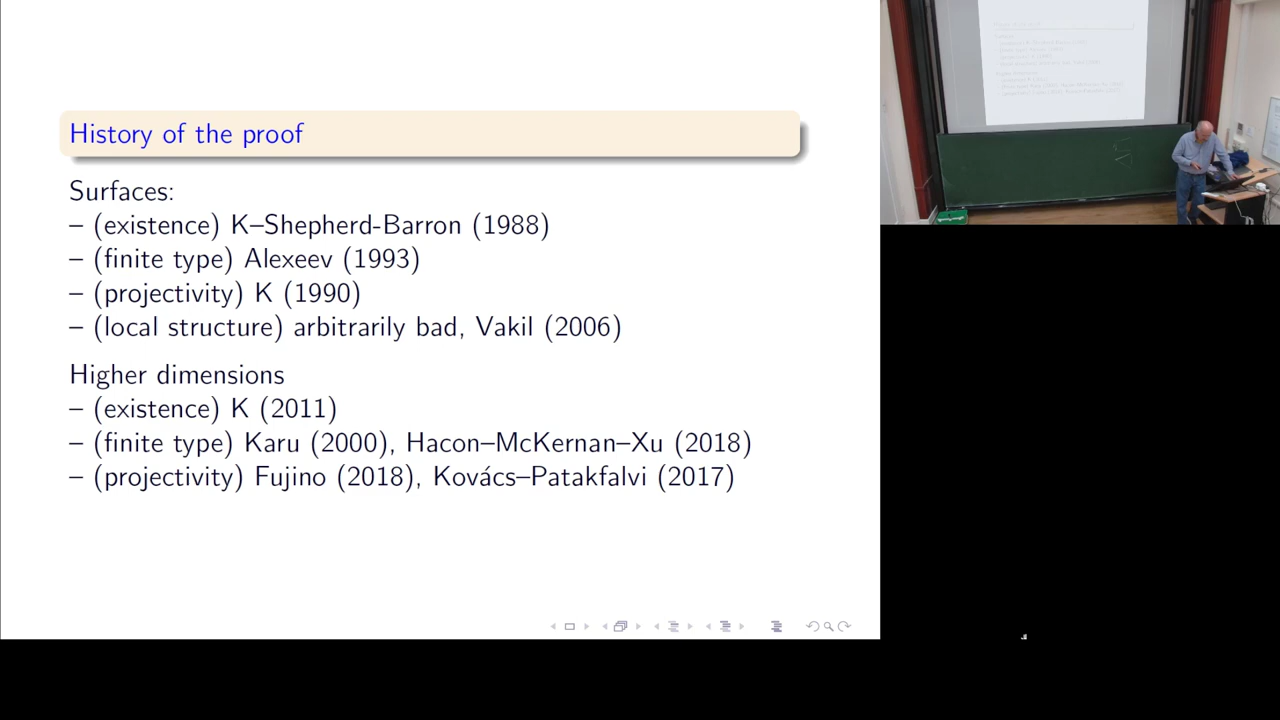 History of the proof
Surfaces:
– (existence) K–Shepherd-Barron (1988)
– (finite type) Alexeev (1993)
– (projectivity) K (1990)
– (local structure) arbitrarily bad, Vakil (2006)
Higher dimensions
– (existence) K (2011)
– (finite type) Karu (2000), Hacon–McKernan–Xu (2018)
– (projectivity) Fujino (2018), Kovács–Patakfalvi (2017)